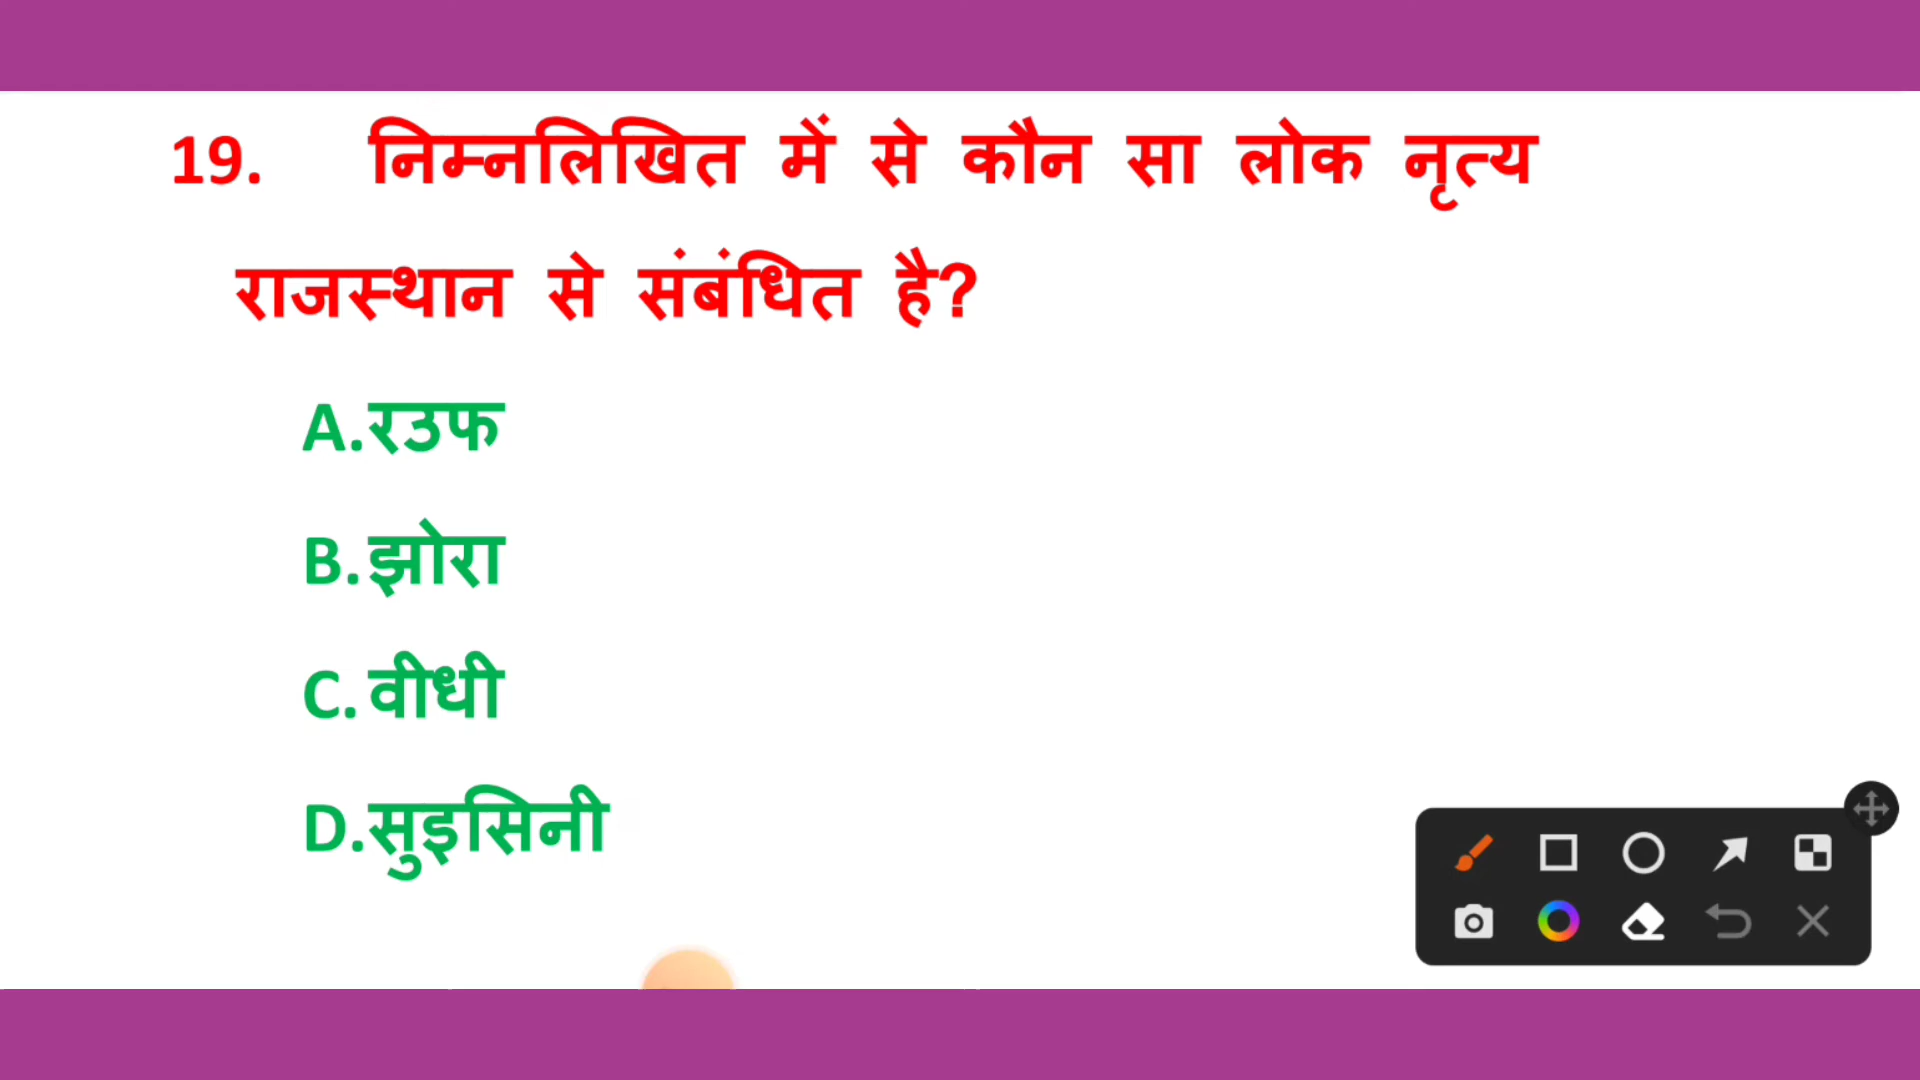 19. निम्नलिखित में से कौन सा लोक नृत्य
राजस्थान से संबंधित है?
A.रउफ
B.झोरा
C.वीधी
D.सुइसिनी